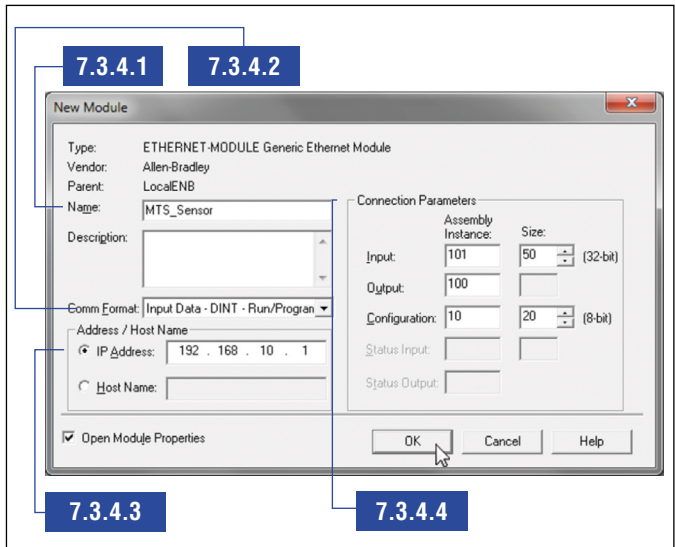 7.3.4.1 7.3.4.2
New Module
Type: ETHERNET-MODULE Generic Ethernet Module
Vendor: Allen-Bradley
Parent: LocalENB
Name: MTS_Sensor
Description:
Comm Format: Input Data - DINT - Run/Program
Address / Host Name
IP Address: 192 . 168 . 10 . 1
Host Name:
Connection Parameters
Assembly
Instance: Size:
Input: 101 50 (32-bit)
Output: 100
Configuration: 10 20 (8-bit)
Status Input:
Status Output:
Open Module Properties
OK Cancel Help
7.3.4.3 7.3.4.4